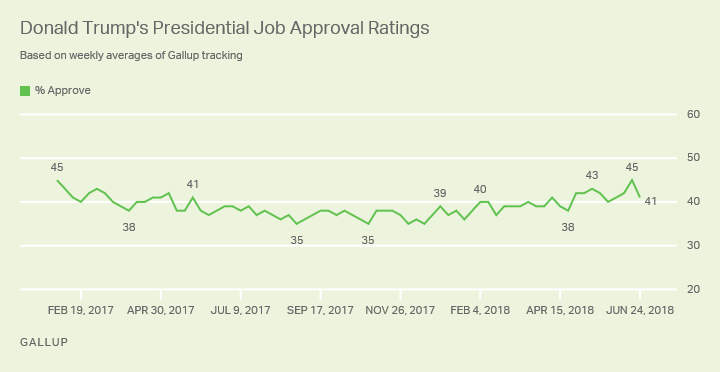 Donald Trump's Presidential Job Approval Ratings
Based on weekly averages of Gallup tracking
% Approve
60
50
45 45
43
41
39 40
41
40
38 38
35 35
30
20
FEB 19, 2017 APR 30, 2017 JUL 9, 2017 SEP 17, 2017 NOV 26, 2017 FEB 4, 2018 APR 15, 2018 JUN 24, 2018
GALLUP